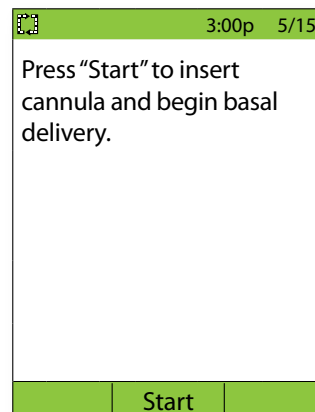 3:00p 5/15
Press “Start” to insert
cannula and begin basal
delivery.
Start